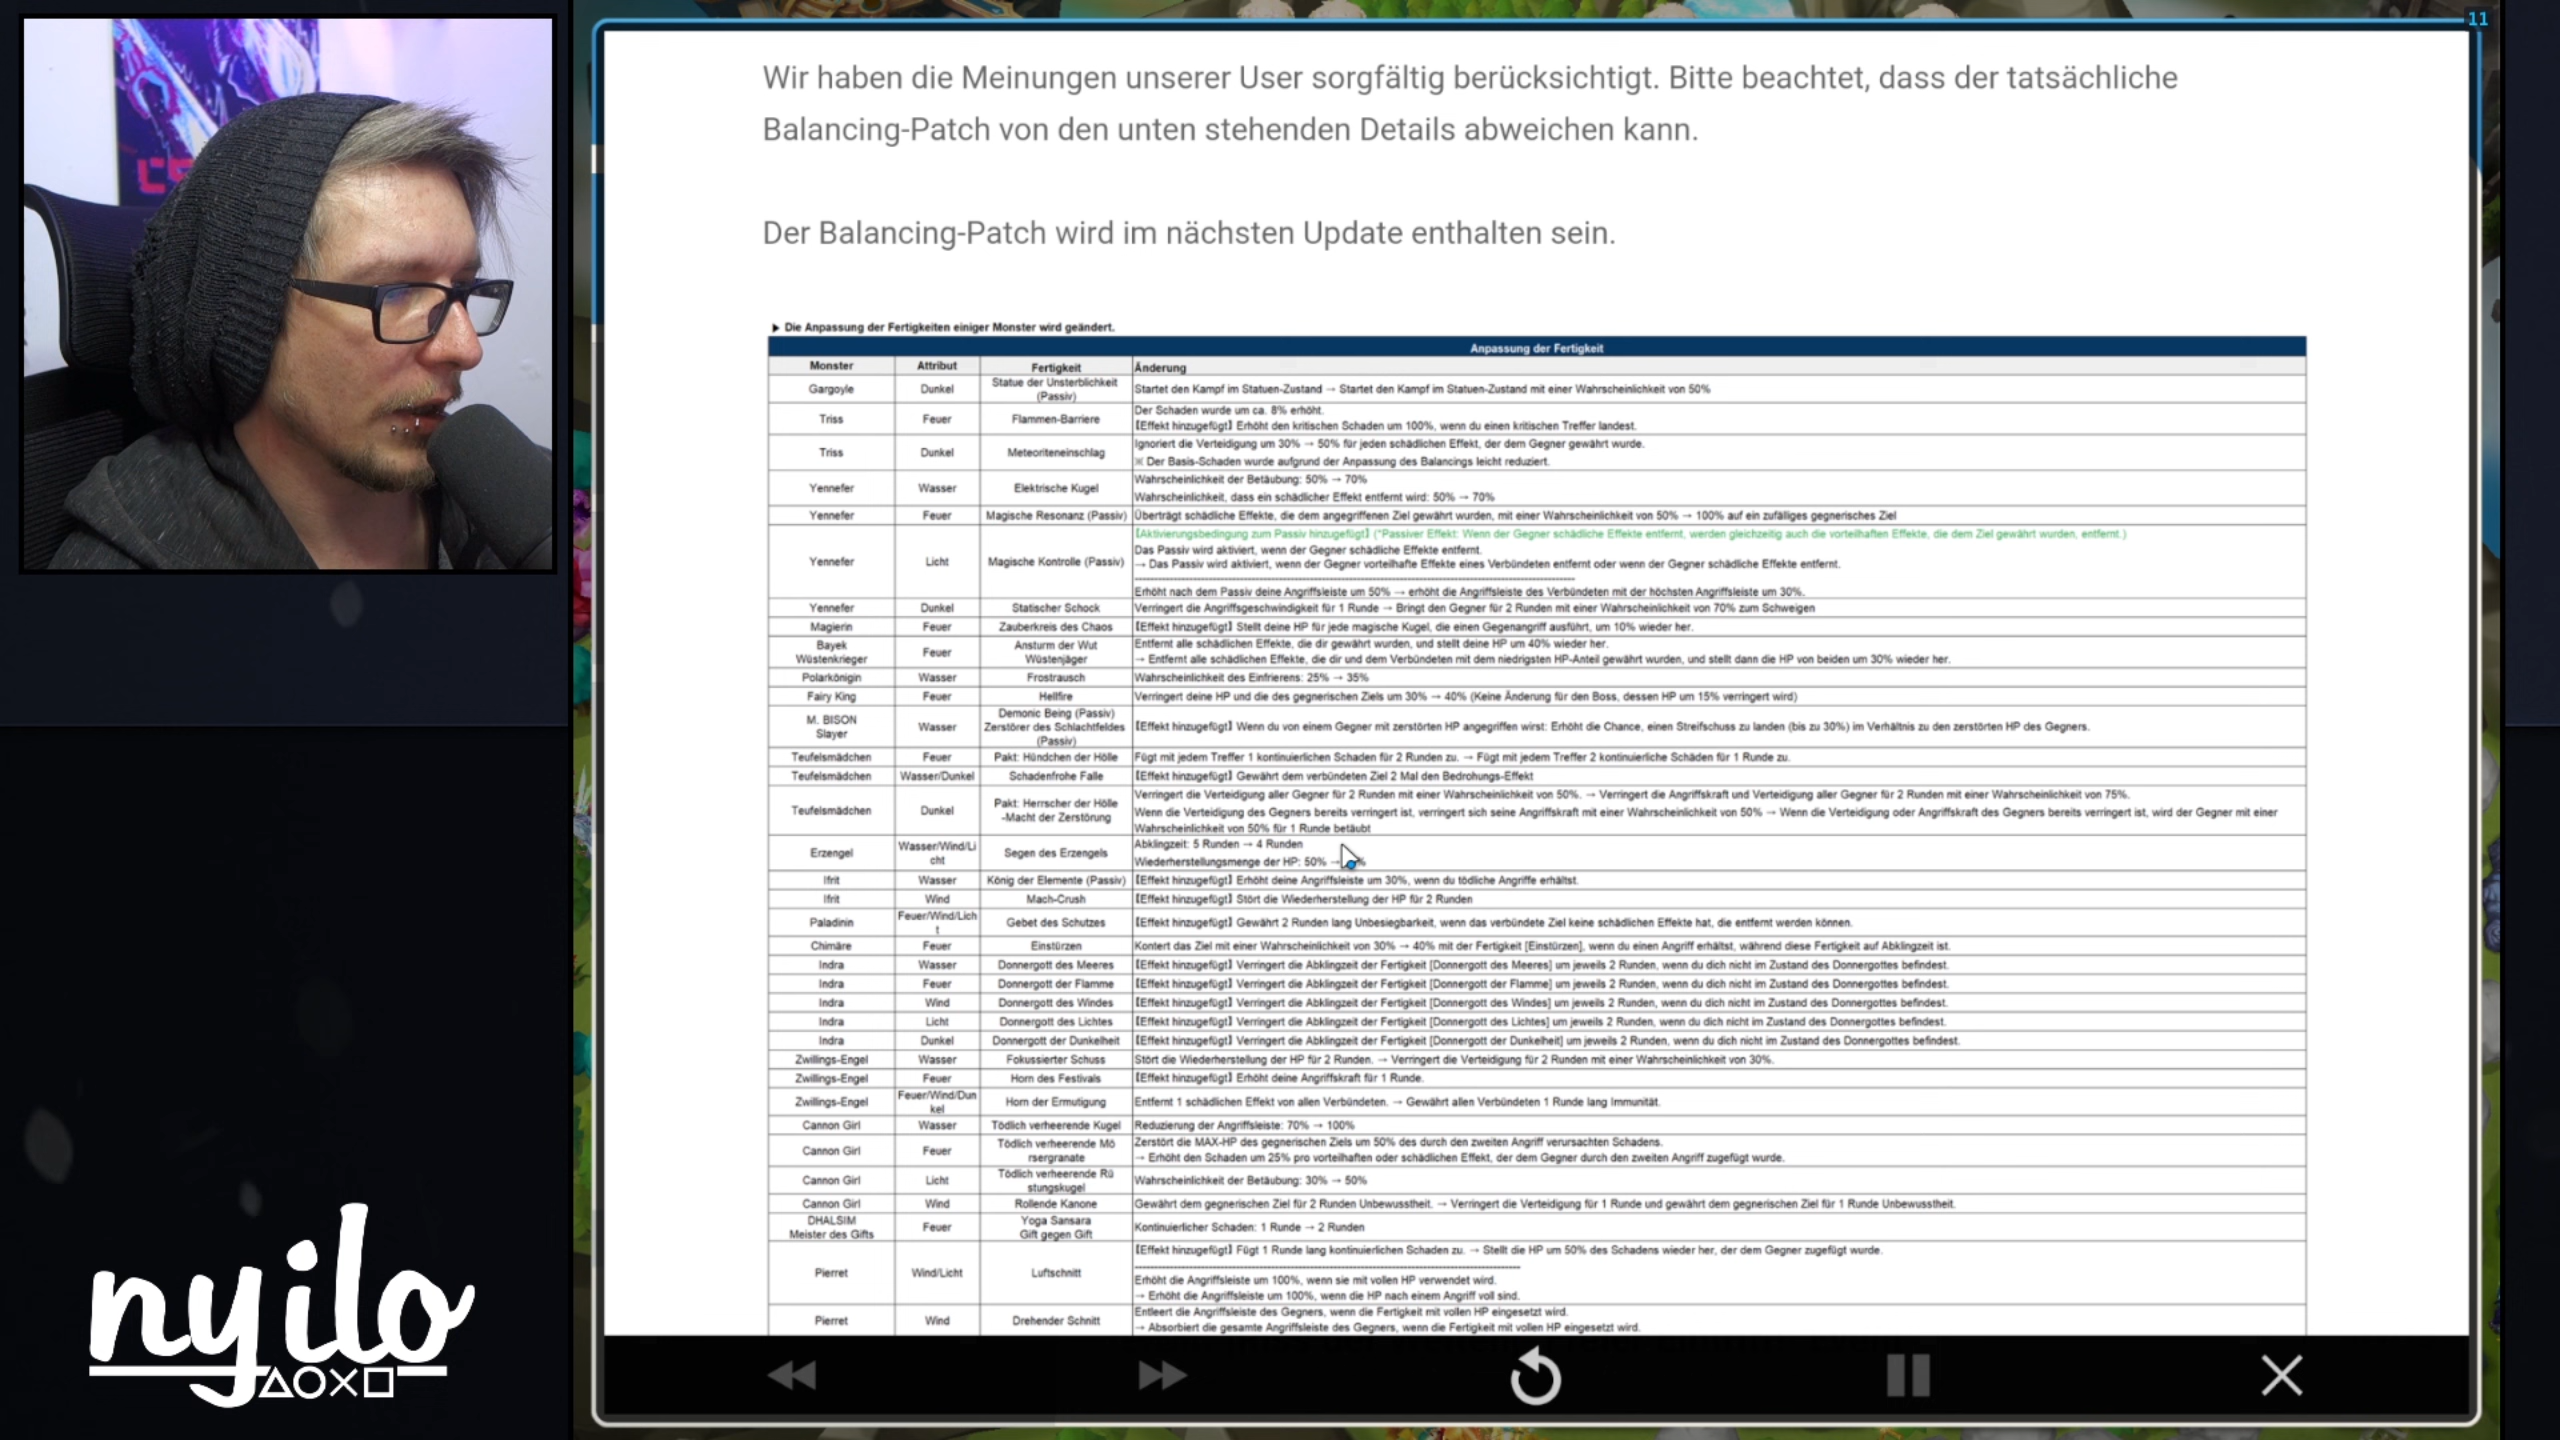 11
Wir haben die Meinungen unserer User sorgfältig berücksichtigt. Bitte beachtet, dass der tatsächliche
Balancing-Patch von den unten stehenden Details abweichen kann.
Der Balancing-Patch wird im nächsten Update enthalten sein.
▶ Die Anpassung der Fertigkeiten einiger Monster wird geändert.
Anpassung der Fertigkeit
Monster Attribut Fertigkeit Änderung
Gargoyle Dunkel Statue der Unsterblichkeit (Passiv) Startet den Kampf im Statuen-Zustand → Startet den Kampf im Statuen-Zustand mit einer Wahrscheinlichkeit von 50%
Triss Feuer Flammen-Barriere Der Schaden wurde um ca. 8% erhöht.
[Effekt hinzugefügt] Erhöht den kritischen Schaden um 100%, wenn du einen kritischen Treffer landest.
Triss Dunkel Meteoriteneinschlag Ignoriert die Verteidigung um 30% → 50% für jeden schädlichen Effekt, der dem Gegner gewährt wurde.
※ Der Basis-Schaden wurde aufgrund der Anpassung des Balancings leicht reduziert.
Yennefer Wasser Elektrische Kugel Wahrscheinlichkeit der Betäubung: 50% → 70%
Wahrscheinlichkeit, dass ein schädlicher Effekt entfernt wird: 50% → 70%
Yennefer Feuer Magische Resonanz (Passiv) Überträgt schädliche Effekte, die dem angegriffenen Ziel gewährt wurden, mit einer Wahrscheinlichkeit von 50% → 100% auf ein zufälliges gegnerisches Ziel
Yennefer Licht Magische Kontrolle (Passiv) [Aktivierungsbedingung zum Passiv hinzugefügt] (*Passiver Effekt: Wenn der Gegner schädliche Effekte entfernt, werden gleichzeitig auch die vorteilhaften Effekte, die dem Ziel gewährt wurden, entfernt.)
Das Passiv wird aktiviert, wenn der Gegner schädliche Effekte entfernt.
→ Das Passiv wird aktiviert, wenn der Gegner vorteilhafte Effekte eines Verbündeten entfernt oder wenn der Gegner schädliche Effekte entfernt.
Erhöht nach dem Passiv deine Angriffsleiste um 50% → erhöht die Angriffsleiste des Verbündeten mit der höchsten Angriffsleiste um 30%.
Yennefer Dunkel Statischer Schock Verringert die Angriffsgeschwindigkeit für 1 Runde → Bringt den Gegner für 2 Runden mit einer Wahrscheinlichkeit von 70% zum Schweigen
Magierin Feuer Zauberkreis des Chaos [Effekt hinzugefügt] Stellt deine HP für jede magische Kugel, die einen Gegenangriff ausführt, um 10% wieder her.
Bayek Wüstenkrieger Feuer Ansturm der Wut Wüstenjäger Entfernt alle schädlichen Effekte, die dir gewährt wurden, und stellt deine HP um 40% wieder her.
→ Entfernt alle schädlichen Effekte, die dir und dem Verbündeten mit dem niedrigsten HP-Anteil gewährt wurden, und stellt dann die HP von beiden um 30% wieder her.
Polarkönigin Wasser Frostrausch Wahrscheinlichkeit des Einfrierens: 25% → 35%
Fairy King Feuer Hellfire Verringert deine HP und die des gegnerischen Ziels um 30% → 40% (Keine Änderung für den Boss, dessen HP um 15% verringert wird)
M. BISON Slayer Wasser Demonic Being (Passiv) Zerstörer des Schlachtfeldes (Passiv) [Effekt hinzugefügt] Wenn du von einem Gegner mit zerstörten HP angegriffen wirst: Erhöht die Chance, einen Streifschuss zu landen (bis zu 30%) im Verhältnis zu den zerstörten HP des Gegners.
Teufelsmädchen Feuer Pakt: Hündchen der Hölle Fügt mit jedem Treffer 1 kontinuierlichen Schaden für 2 Runden zu. → Fügt mit jedem Treffer 2 kontinuierliche Schäden für 1 Runde zu.
Teufelsmädchen Wasser/Dunkel Schadenfrohe Falle [Effekt hinzugefügt] Gewährt dem verbündeten Ziel 2 Mal den Bedrohungs-Effekt
Teufelsmädchen Dunkel Pakt: Herrscher der Hölle -Macht der Zerstörung Verringert die Verteidigung aller Gegner für 2 Runden mit einer Wahrscheinlichkeit von 50%. → Verringert die Angriffskraft und Verteidigung aller Gegner für 2 Runden mit einer Wahrscheinlichkeit von 75%.
Wenn die Verteidigung des Gegners bereits verringert ist, verringert sich seine Angriffskraft mit einer Wahrscheinlichkeit von 50% → Wenn die Verteidigung oder Angriffskraft des Gegners bereits verringert ist, wird der Gegner mit einer
Wahrscheinlichkeit von 50% für 1 Runde betäubt
Erzengel Wasser/Wind/Licht Segen des Erzengels Abklingzeit: 5 Runden → 4 Runden
Wiederherstellungsmenge der HP: 50% → %
Ifrit Wasser König der Elemente (Passiv) [Effekt hinzugefügt] Erhöht deine Angriffsleiste um 30%, wenn du tödliche Angriffe erhältst.
Ifrit Wind Mach-Crush [Effekt hinzugefügt] Stört die Wiederherstellung der HP für 2 Runden
Paladinin Feuer/Wind/Licht Gebet des Schutzes [Effekt hinzugefügt] Gewährt 2 Runden lang Unbesiegbarkeit, wenn das verbündete Ziel keine schädlichen Effekte hat, die entfernt werden können.
Chimäre Feuer Einstürzen Kontert das Ziel mit einer Wahrscheinlichkeit von 30% → 40% mit der Fertigkeit [Einstürzen], wenn du einen Angriff erhältst, während diese Fertigkeit auf Abklingzeit ist.
Indra Wasser Donnergott des Meeres [Effekt hinzugefügt] Verringert die Abklingzeit der Fertigkeit [Donnergott des Meeres] um jeweils 2 Runden, wenn du dich nicht im Zustand des Donnergottes befindest.
Indra Feuer Donnergott der Flamme [Effekt hinzugefügt] Verringert die Abklingzeit der Fertigkeit [Donnergott der Flamme] um jeweils 2 Runden, wenn du dich nicht im Zustand des Donnergottes befindest.
Indra Wind Donnergott des Windes [Effekt hinzugefügt] Verringert die Abklingzeit der Fertigkeit [Donnergott des Windes] um jeweils 2 Runden, wenn du dich nicht im Zustand des Donnergottes befindest.
Indra Licht Donnergott des Lichtes [Effekt hinzugefügt] Verringert die Abklingzeit der Fertigkeit [Donnergott des Lichtes] um jeweils 2 Runden, wenn du dich nicht im Zustand des Donnergottes befindest.
Indra Dunkel Donnergott der Dunkelheit [Effekt hinzugefügt] Verringert die Abklingzeit der Fertigkeit [Donnergott der Dunkelheit] um jeweils 2 Runden, wenn du dich nicht im Zustand des Donnergottes befindest.
Zwillings-Engel Wasser Fokussierter Schuss Stört die Wiederherstellung der HP für 2 Runden. → Verringert die Verteidigung für 2 Runden mit einer Wahrscheinlichkeit von 30%.
Zwillings-Engel Feuer Horn des Festivals [Effekt hinzugefügt] Erhöht deine Angriffskraft für 1 Runde.
Zwillings-Engel Feuer/Wind/Dunkel Horn der Ermutigung Entfernt 1 schädlichen Effekt von allen Verbündeten. → Gewährt allen Verbündeten 1 Runde lang Immunität.
Cannon Girl Wasser Tödlich verheerende Kugel Reduzierung der Angriffsleiste: 70% → 100%
Cannon Girl Feuer Tödlich verheerende Mörsergranate Zerstört die MAX-HP des gegnerischen Ziels um 50% des durch den zweiten Angriff verursachten Schadens.
→ Erhöht den Schaden um 25% pro vorteilhaften oder schädlichen Effekt, der dem Gegner durch den zweiten Angriff zugefügt wurde.
Cannon Girl Licht Tödlich verheerende Rüstungskugel Wahrscheinlichkeit der Betäubung: 30% → 50%
Cannon Girl Wind Rollende Kanone Gewährt dem gegnerischen Ziel für 2 Runden Unbewusstheit. → Verringert die Verteidigung für 1 Runde und gewährt dem gegnerischen Ziel für 1 Runde Unbewusstheit.
DHALSIM Meister des Gifts Feuer Yoga Sansara Gift gegen Gift Kontinuierlicher Schaden: 1 Runde → 2 Runden
Pierret Wind/Licht Luftschnitt [Effekt hinzugefügt] Fügt 1 Runde lang kontinuierlichen Schaden zu. → Stellt die HP um 50% des Schadens wieder her, der dem Gegner zugefügt wurde.
Erhöht die Angriffsleiste um 100%, wenn sie mit vollen HP verwendet wird.
→ Erhöht die Angriffsleiste um 100%, wenn die HP nach einem Angriff voll sind.
Pierret Wind Drehender Schnitt Entleert die Angriffsleiste des Gegners, wenn die Fertigkeit mit vollen HP eingesetzt wird.
→ Absorbiert die gesamte Angriffsleiste des Gegners, wenn die Fertigkeit mit vollen HP eingesetzt wird.
nyilo